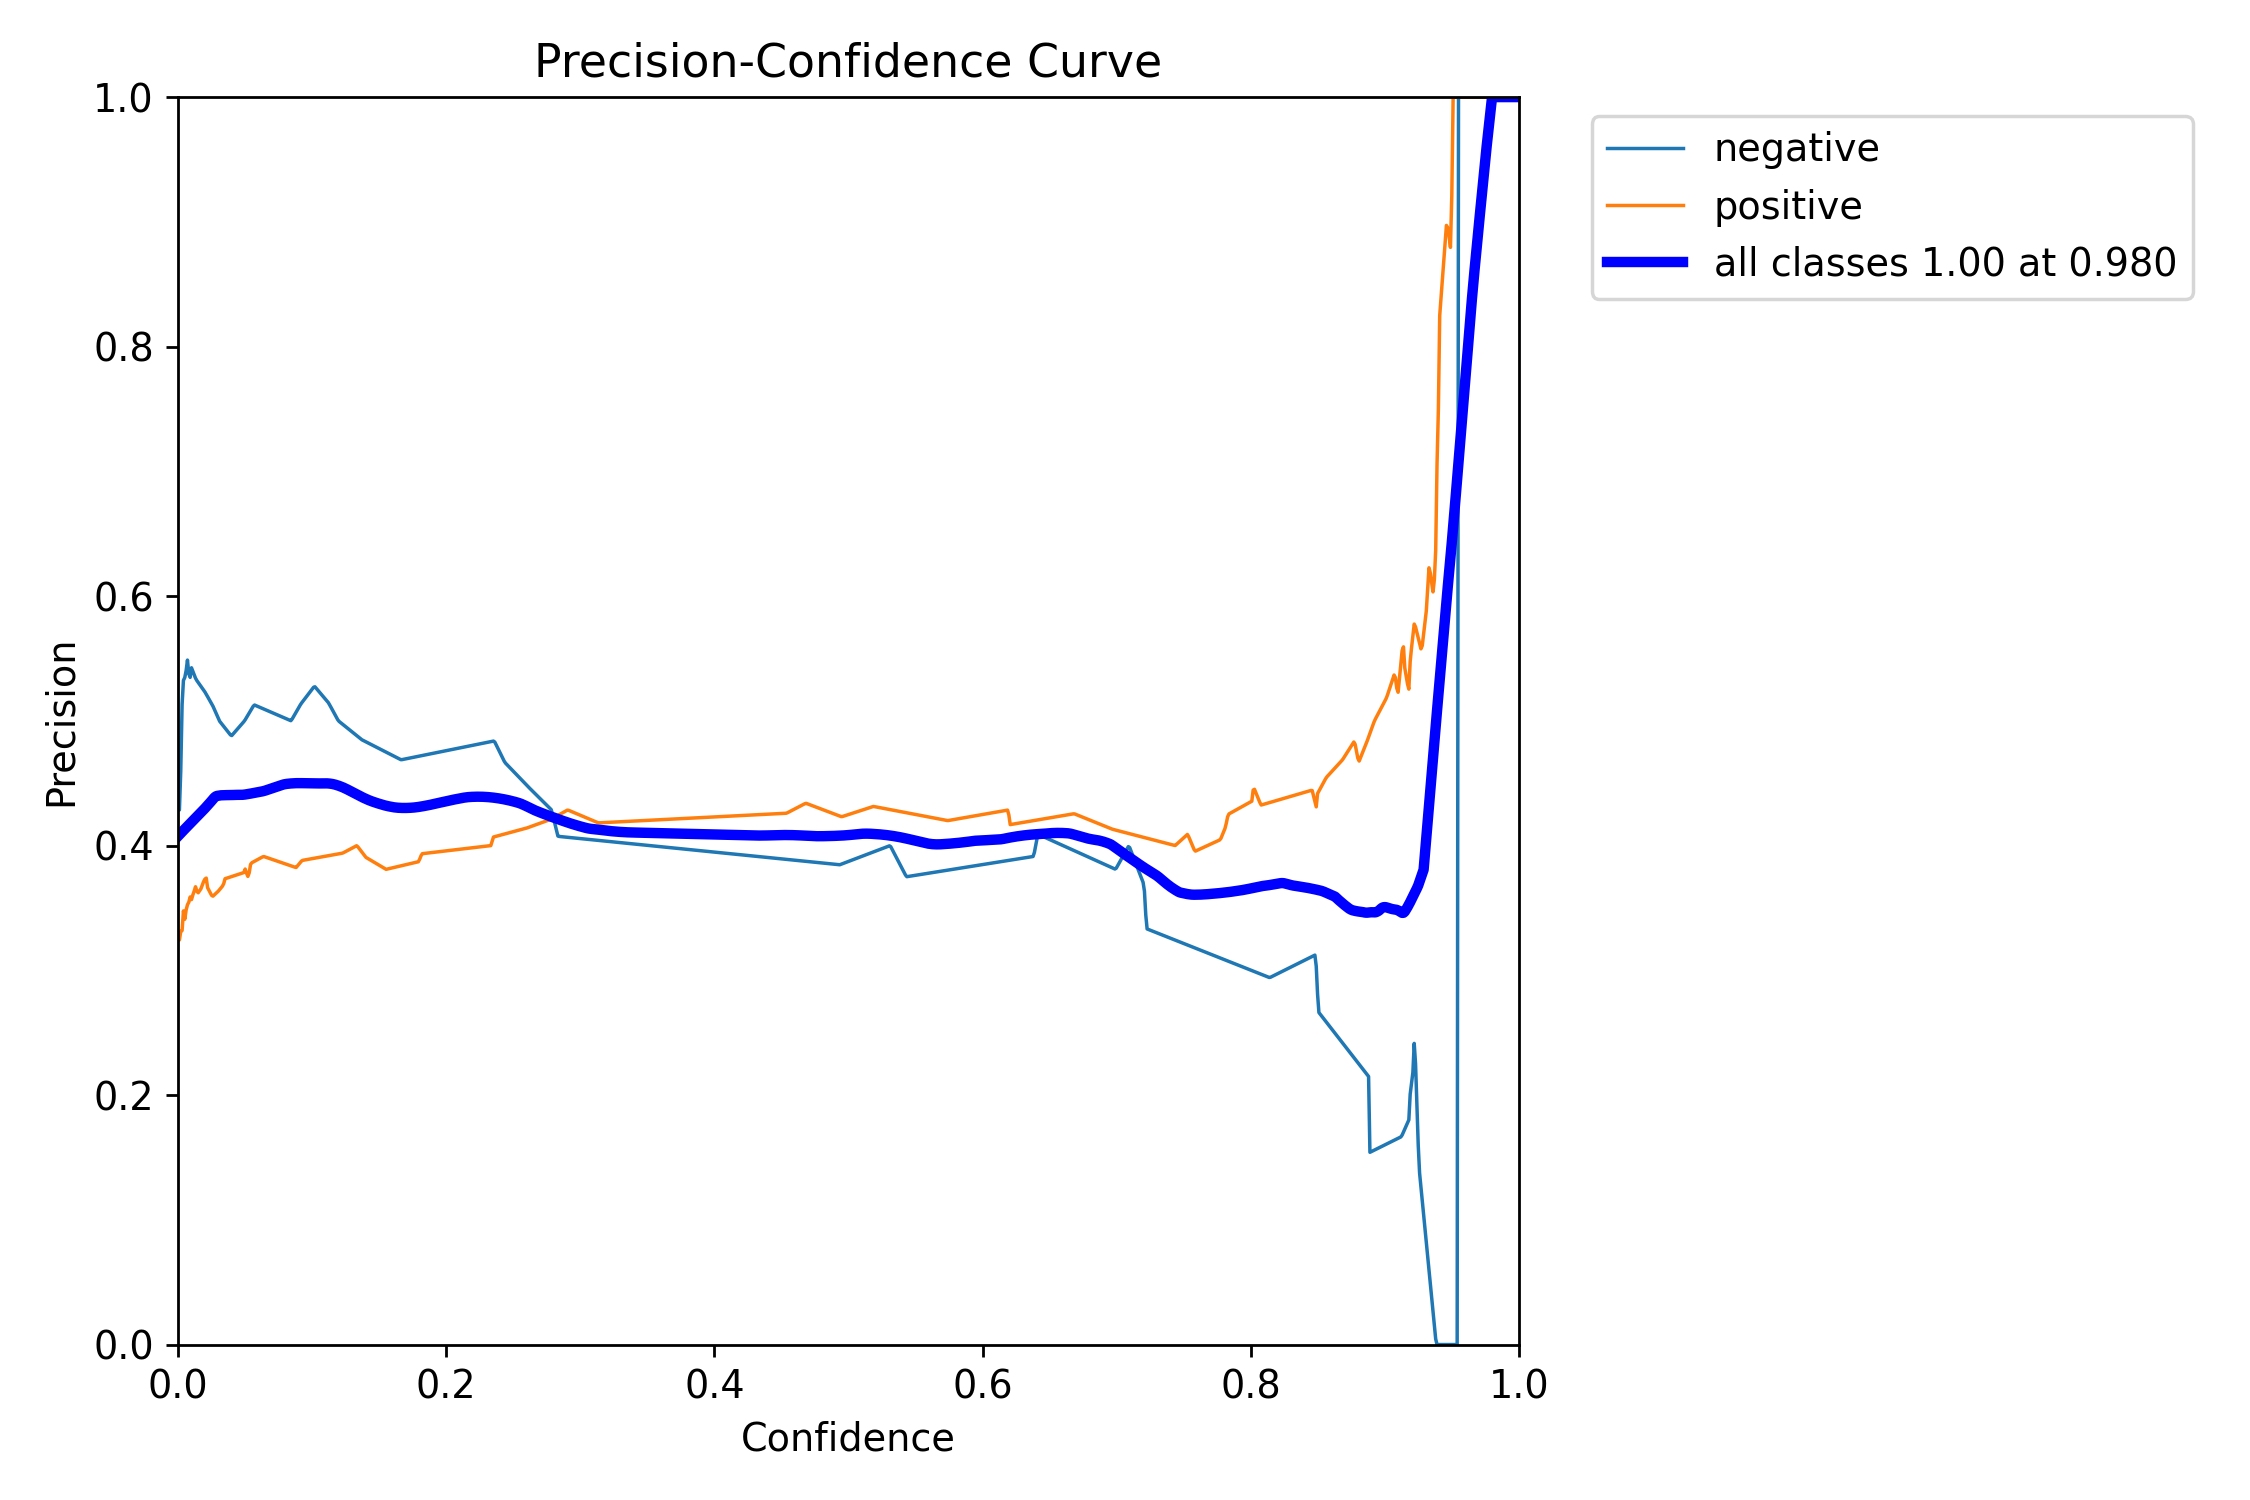 Precision-Confidence Curve
1.0
0.8
0.6
0.4
0.2
0.0
Precision
0.0 0.2 0.4 0.6 0.8 1.0
Confidence
negative
positive
all classes 1.00 at 0.980